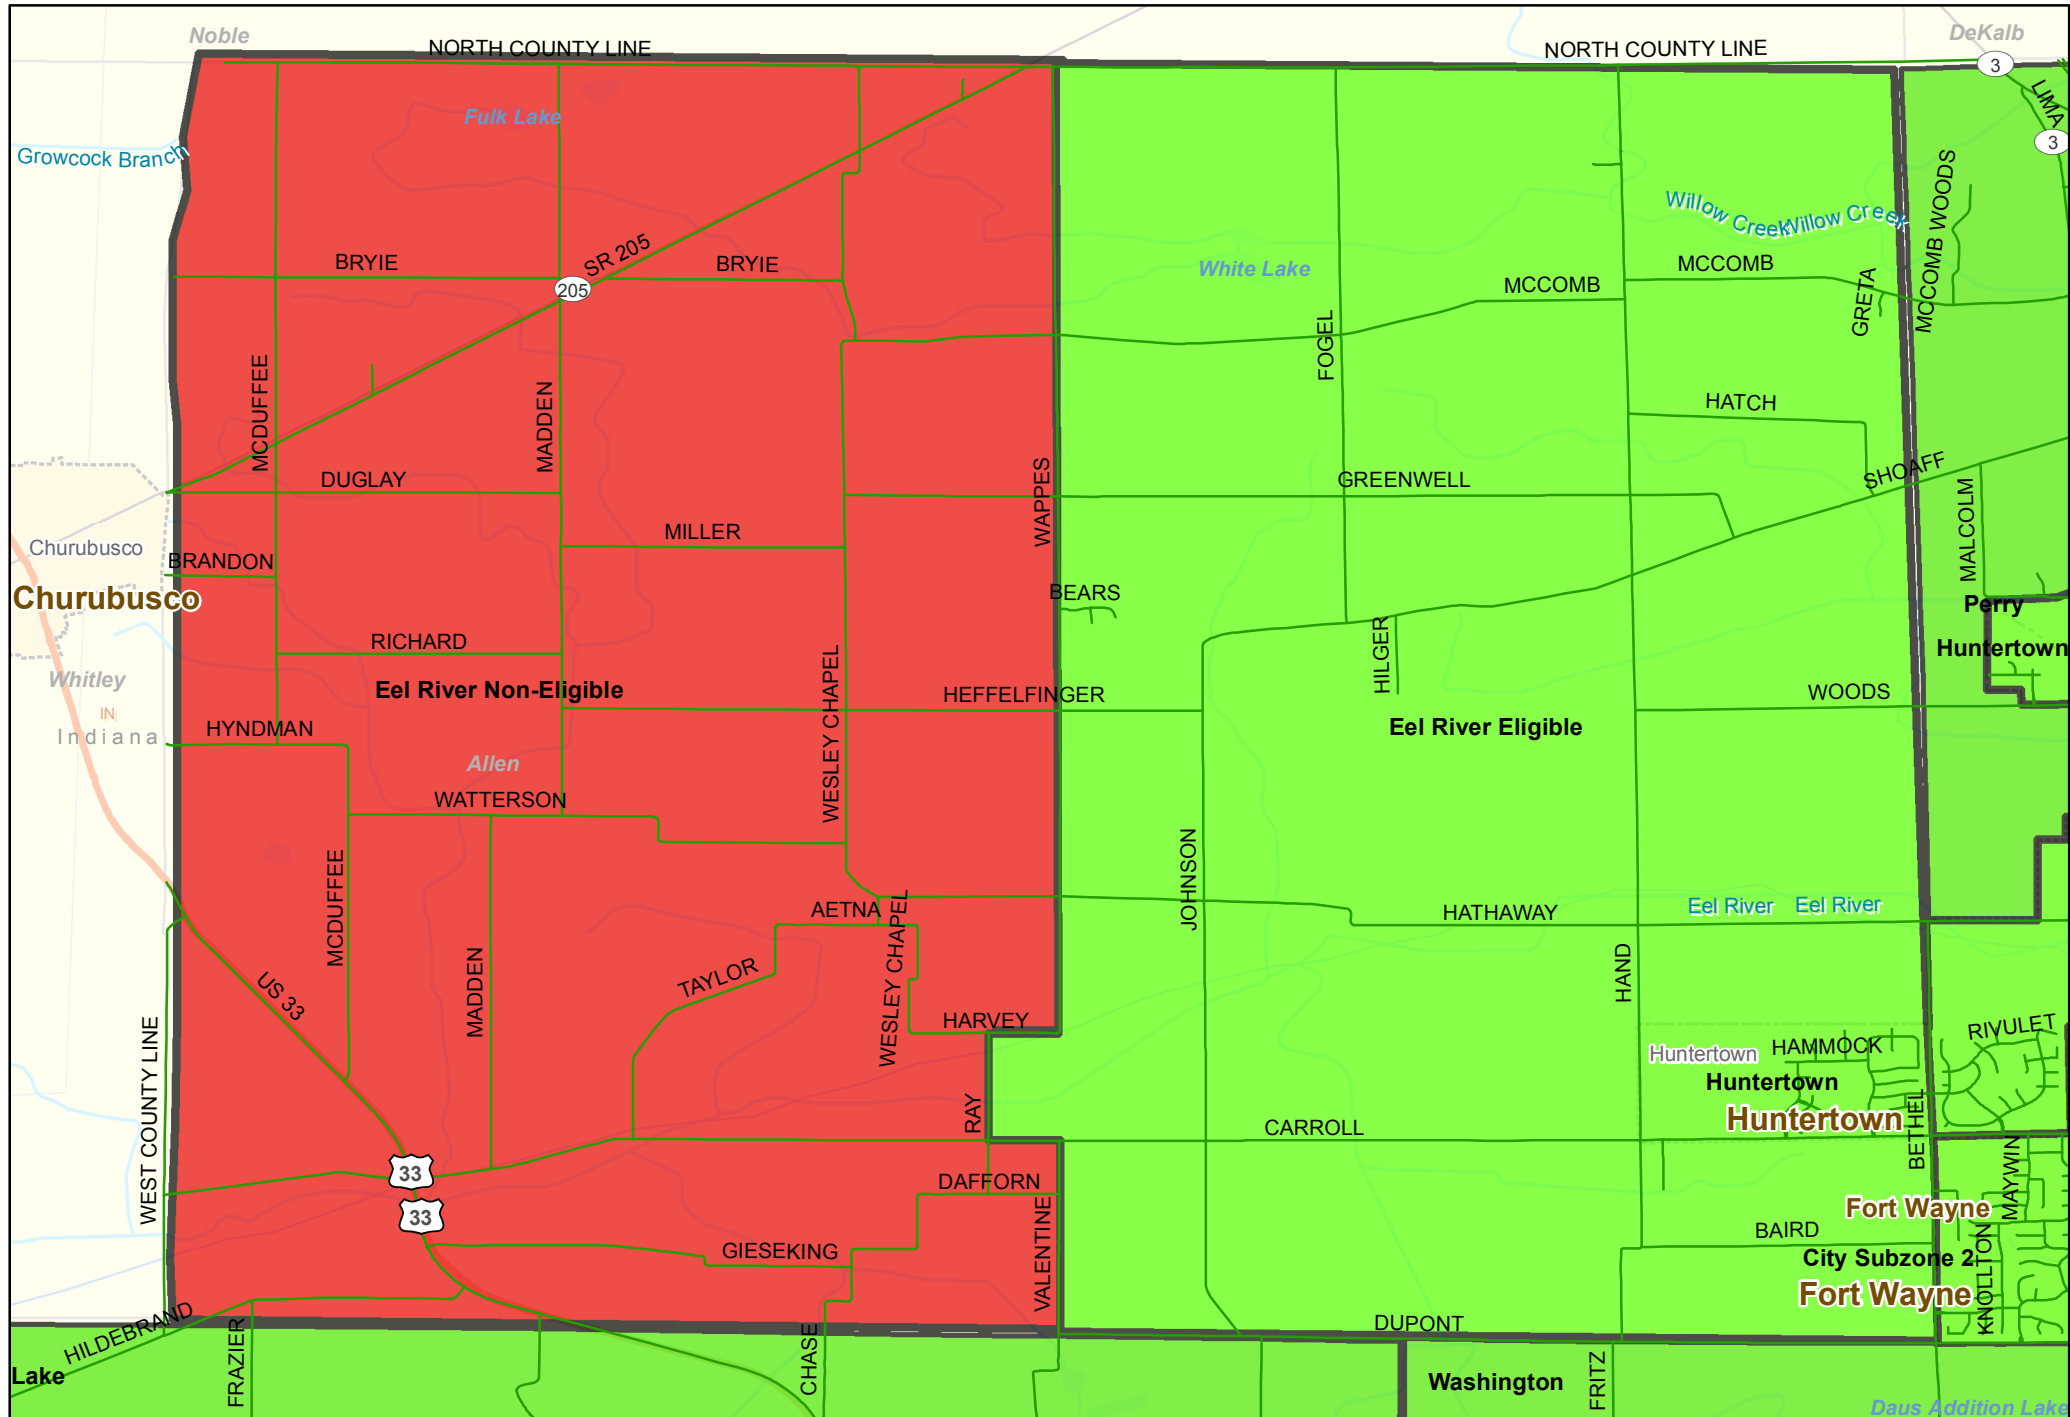 Noble
NORTH COUNTY LINE
NORTH COUNTY LINE
DeKalb
3
LIMA
3
Fulk Lake
Growcock Branch
MCCOMB WOODS
Willow Creek
Willow Creek
BRYIE
SR 205
BRYIE
205
White Lake
MCCOMB
MCCOMB
GRETA
FOGEL
MCDUFFEE
MADDEN
HATCH
WAPPES
DUGLAY
GREENWELL
SHOAFF
MALCOLM
MILLER
Churubusco
BRANDON
Churubusco
BEARS
Perry
RICHARD
HILGER
Huntertown
Whitley
Eel River Non-Eligible
WESLEY CHAPEL
HEFFELFINGER
WOODS
IN
Indiana
HYNDMAN
Eel River Eligible
Allen
WATTERSON
JOHNSON
MCDUFFEE
AETNA
WESLEY CHAPEL
HATHAWAY
Eel River
Eel River
HAND
MADDEN
TAYLOR
US 33
HARVEY
WEST COUNTY LINE
RIVULET
Huntertown
HAMMOCK
Huntertown
Huntertown
RAY
CARROLL
BETHEL
33
MAYWIN
DAFFORN
33
VALENTINE
Fort Wayne
BAIRD
GIESEKING
City Subzone 2
KNOLLTON
Fort Wayne
HILDEBRAND
DUPONT
FRAZIER
CHASE
FRITZ
Lake
Washington
Daus Addition Lake